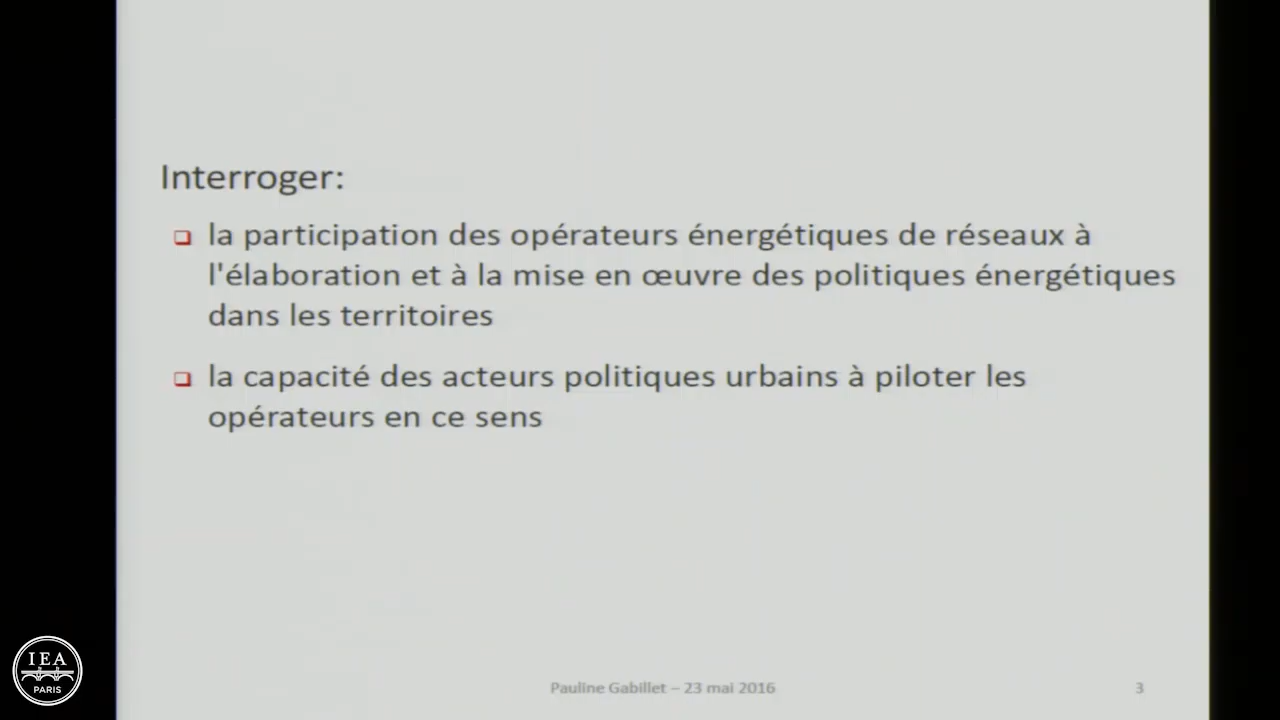 Interroger:
la participation des opérateurs énergétiques de réseaux à
l'élaboration et à la mise en œuvre des politiques énergétiques
dans les territoires
la capacité des acteurs politiques urbains à piloter les
opérateurs en ce sens
Pauline Gabillet – 23 mai 2016
3
IEA
PARIS